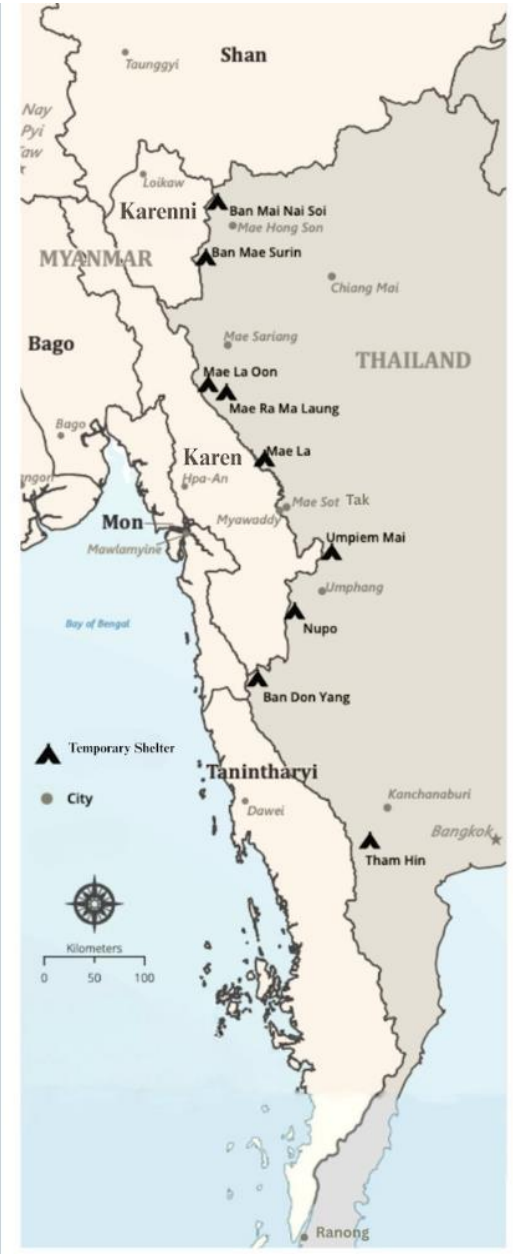 Shan
Taunggyi
Nay
Pyi
Taw
Loikaw
Karenni
Ban Mai Nai Soi
Mae Hong Son
MYANMAR
Ban Mae Surin
Chiang Mai
Bago
Mae Sariang
THAILAND
Mae La Oon
Mae Ra Ma Laung
Bago
Karen
Mae La
Hpa-An
ngon
Mae Sot Tak
Mon
Myawaddy
Mawlamyine
Umpiem Mai
Umphang
Bay of Bengal
Nupo
Ban Don Yang
Temporary Shelter
Tanintharyi
City
Dawei
Kanchanaburi
Bangkok
Tham Hin
Kilometers
0 50 100
Ranong